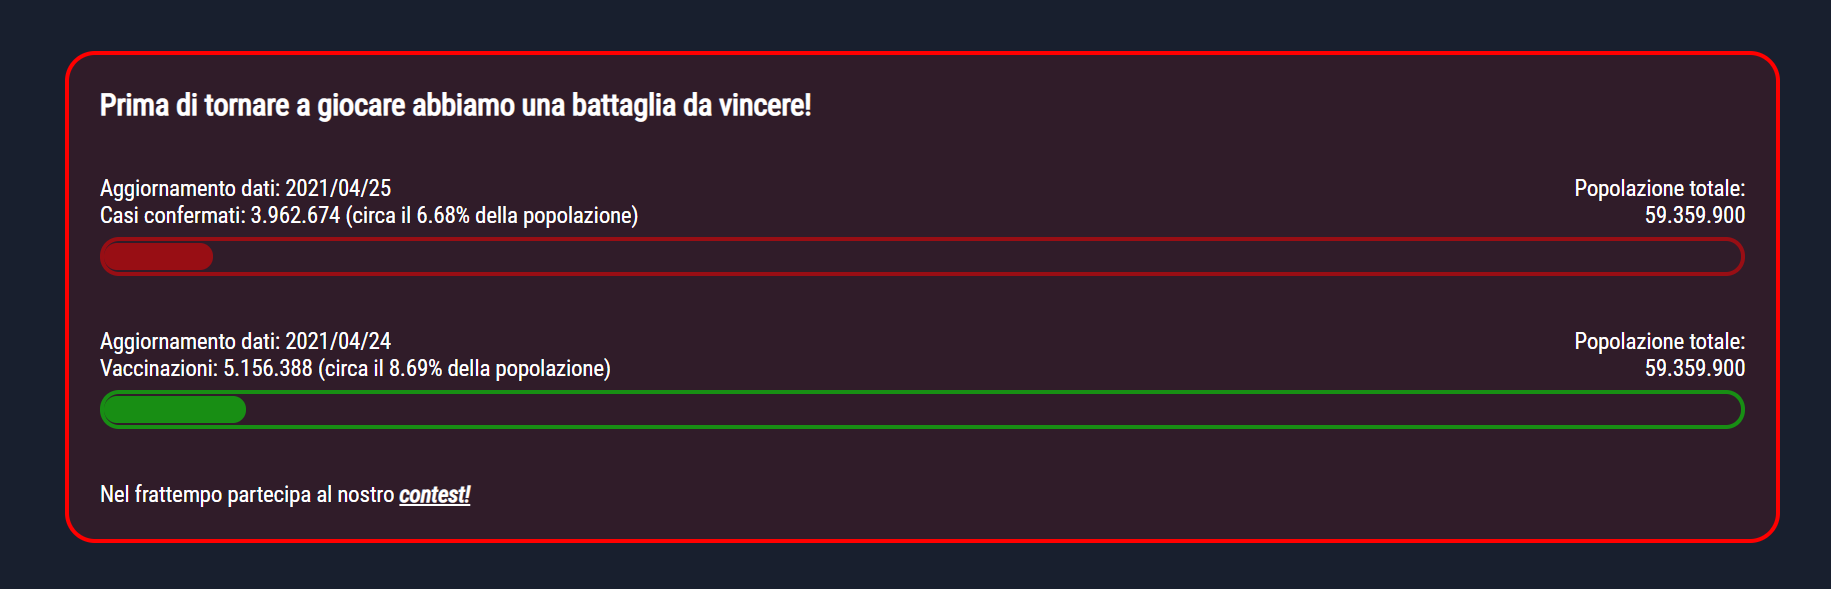 Prima di tornare a giocare abbiamo una battaglia da vincere!
Aggiornamento dati: 2021/04/25
Casi confermati: 3.962.674 (circa il 6.68% della popolazione)
Popolazione totale:
59.359.900
Aggiornamento dati: 2021/04/24
Vaccinazioni: 5.156.388 (circa il 8.69% della popolazione)
Popolazione totale:
59.359.900
Nel frattempo partecipa al nostro contest!